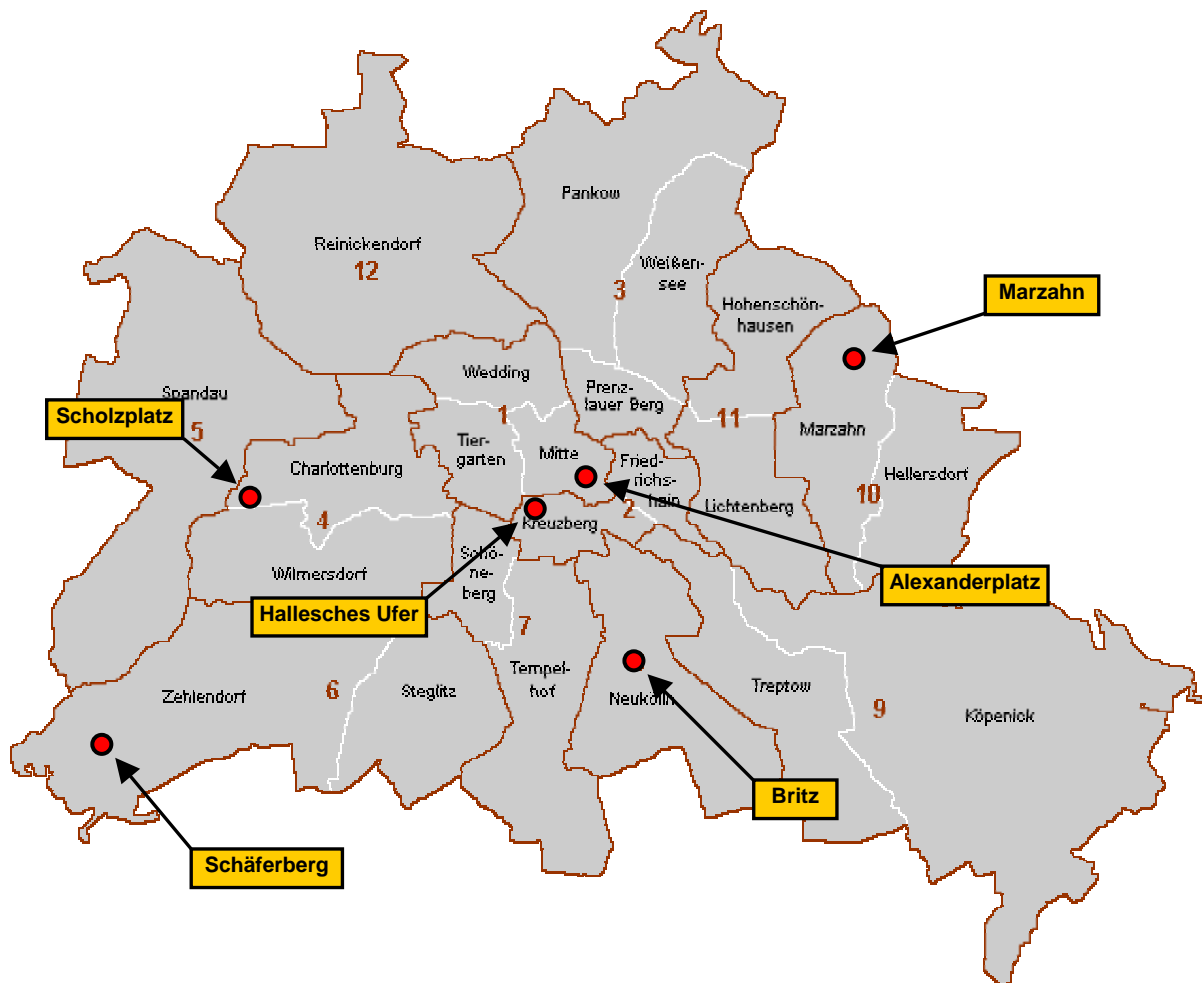 Pankow
Reinickendorf
12
Weißen-
see
3
Marzahn
Hohenschön-
hausen
Wedding
Prenz-
lauer Berg
Spandau
5
Scholzplatz
1
11
Marzahn
Tier-
garten
Mitte
Fried-
richs-
hain
Charlottenburg
Hellersdorf
10
Lichtenberg
4
2
Kreuzberg
Schö-
ne-
berg
Wilmersdorf
Alexanderplatz
Hallesches Ufer
7
Tempel-
hof
Zehlendorf
6
Steglitz
Neukölln
Treptow
9
Köpenick
Britz
Schäferberg